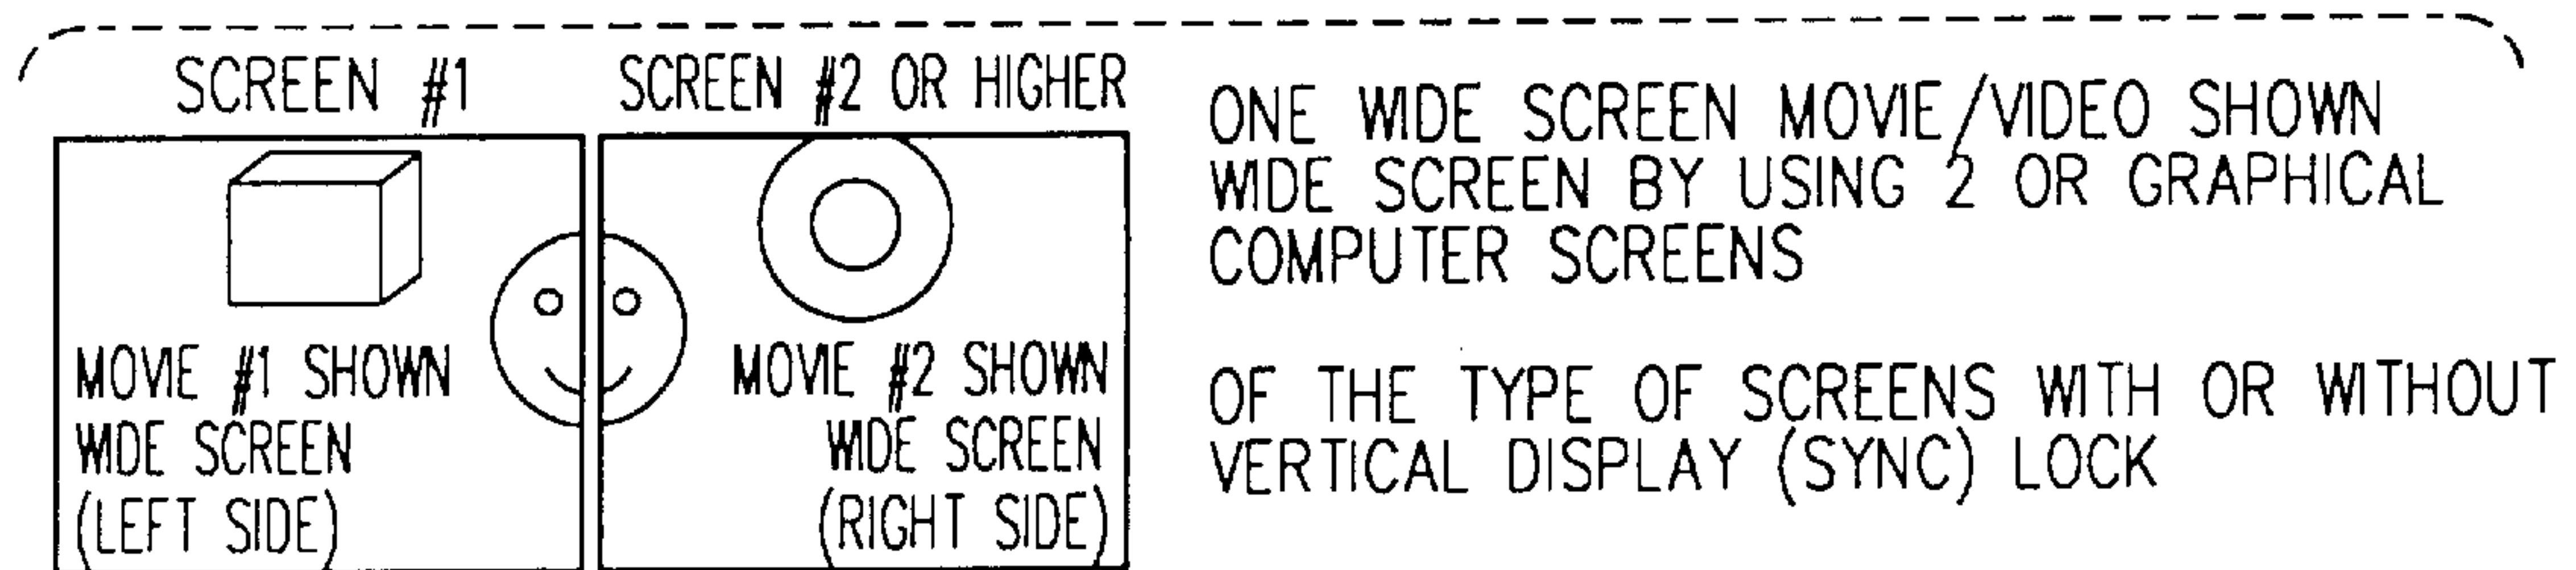 SCREEN #1
MOVIE #1 SHOWN
WIDE SCREEN
(LEFT SIDE)
SCREEN #2 OR HIGHER
MOVIE #2 SHOWN
WIDE SCREEN
(RIGHT SIDE)
ONE WIDE SCREEN MOVIE/VIDEO SHOWN
WIDE SCREEN BY USING 2 OR GRAPHICAL
COMPUTER SCREENS
OF THE TYPE OF SCREENS WITH OR WITHOUT
VERTICAL DISPLAY (SYNC) LOCK